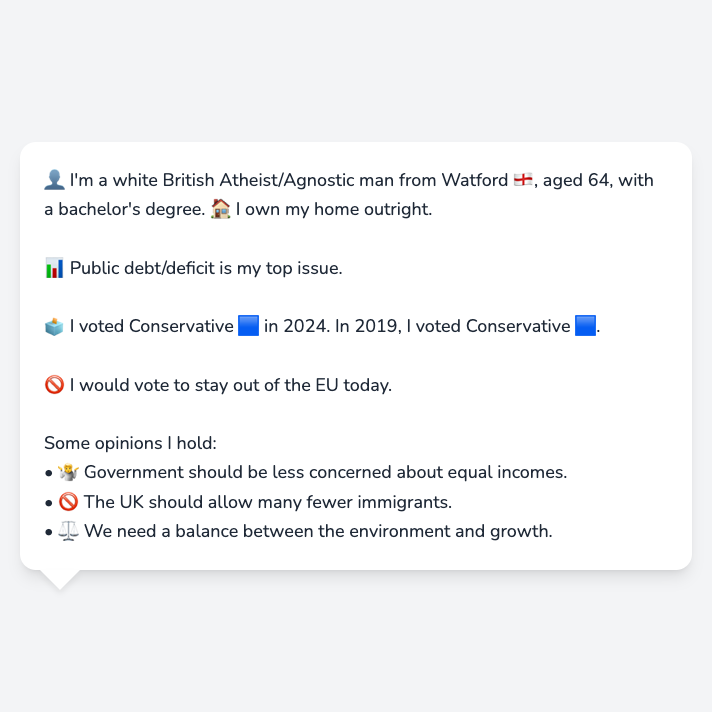 👤 I'm a white British Atheist/Agnostic man from Watford 🏴󠁧󠁢󠁥󠁮󠁧󠁿, aged 64, with
a bachelor's degree. 🏠 I own my home outright.
📊 Public debt/deficit is my top issue.
🗳️ I voted Conservative 🟦 in 2024. In 2019, I voted Conservative 🟦.
🚫 I would vote to stay out of the EU today.
Some opinions I hold:
• 🤷 Government should be less concerned about equal incomes.
• 🚫 The UK should allow many fewer immigrants.
• ⚖️ We need a balance between the environment and growth.